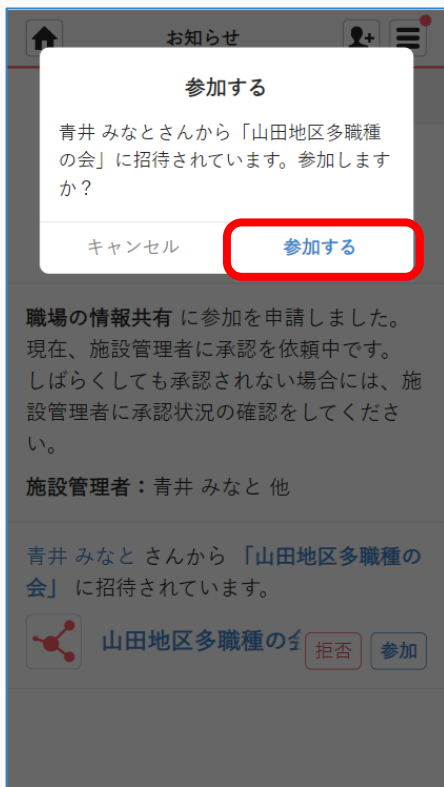 お知らせ
参加する
青井 みなとさんから「山田地区多職種
の会」に招待されています。参加します
か？
キャンセル
参加する
職場の情報共有 に参加を申請しました。
現在、施設管理者に承認を依頼中です。
しばらくしても承認されない場合には、施
設管理者に承認状況の確認をしてくださ
い。
施設管理者：青井 みなと 他
青井 みなと さんから 「山田地区多職種の
会」 に招待されています。
山田地区多職種の
拒否
参加